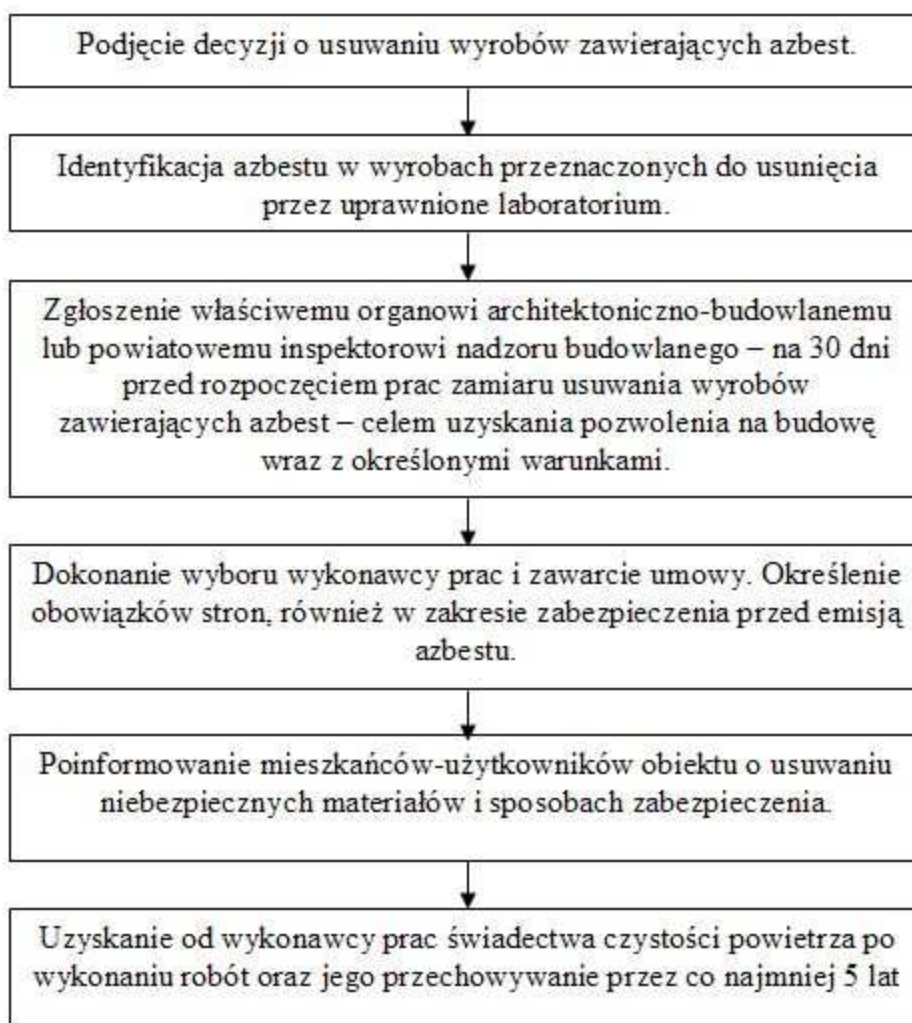 Podjęcie decyzji o usuwaniu wyrobów zawierających azbest.
Identyfikacja azbestu w wyrobach przeznaczonych do usunięcia
przez uprawnione laboratorium.
Zgłoszenie właściwemu organowi architektoniczno-budowlanemu
lub powiatowemu inspektorowi nadzoru budowlanego – na 30 dni
przed rozpoczęciem prac zamiaru usuwania wyrobów
zawierających azbest – celem uzyskania pozwolenia na budowę
wraz z określonymi warunkami.
Dokonanie wyboru wykonawcy prac i zawarcie umowy. Określenie
obowiązków stron, również w zakresie zabezpieczenia przed emisją
azbestu.
Poinformowanie mieszkańców-użytkowników obiektu o usuwaniu
niebezpiecznych materiałów i sposobach zabezpieczenia.
Uzyskanie od wykonawcy prac świadectwa czystości powietrza po
wykonaniu robót oraz jego przechowywanie przez co najmniej 5 lat